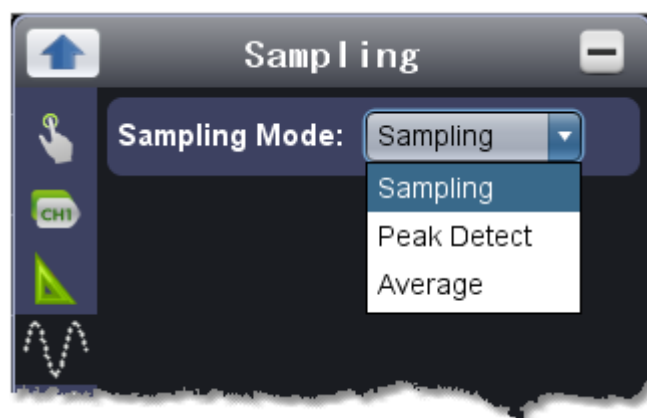 Sampling
Sampling Mode: Sampling
Sampling
Peak Detect
CH1
Average